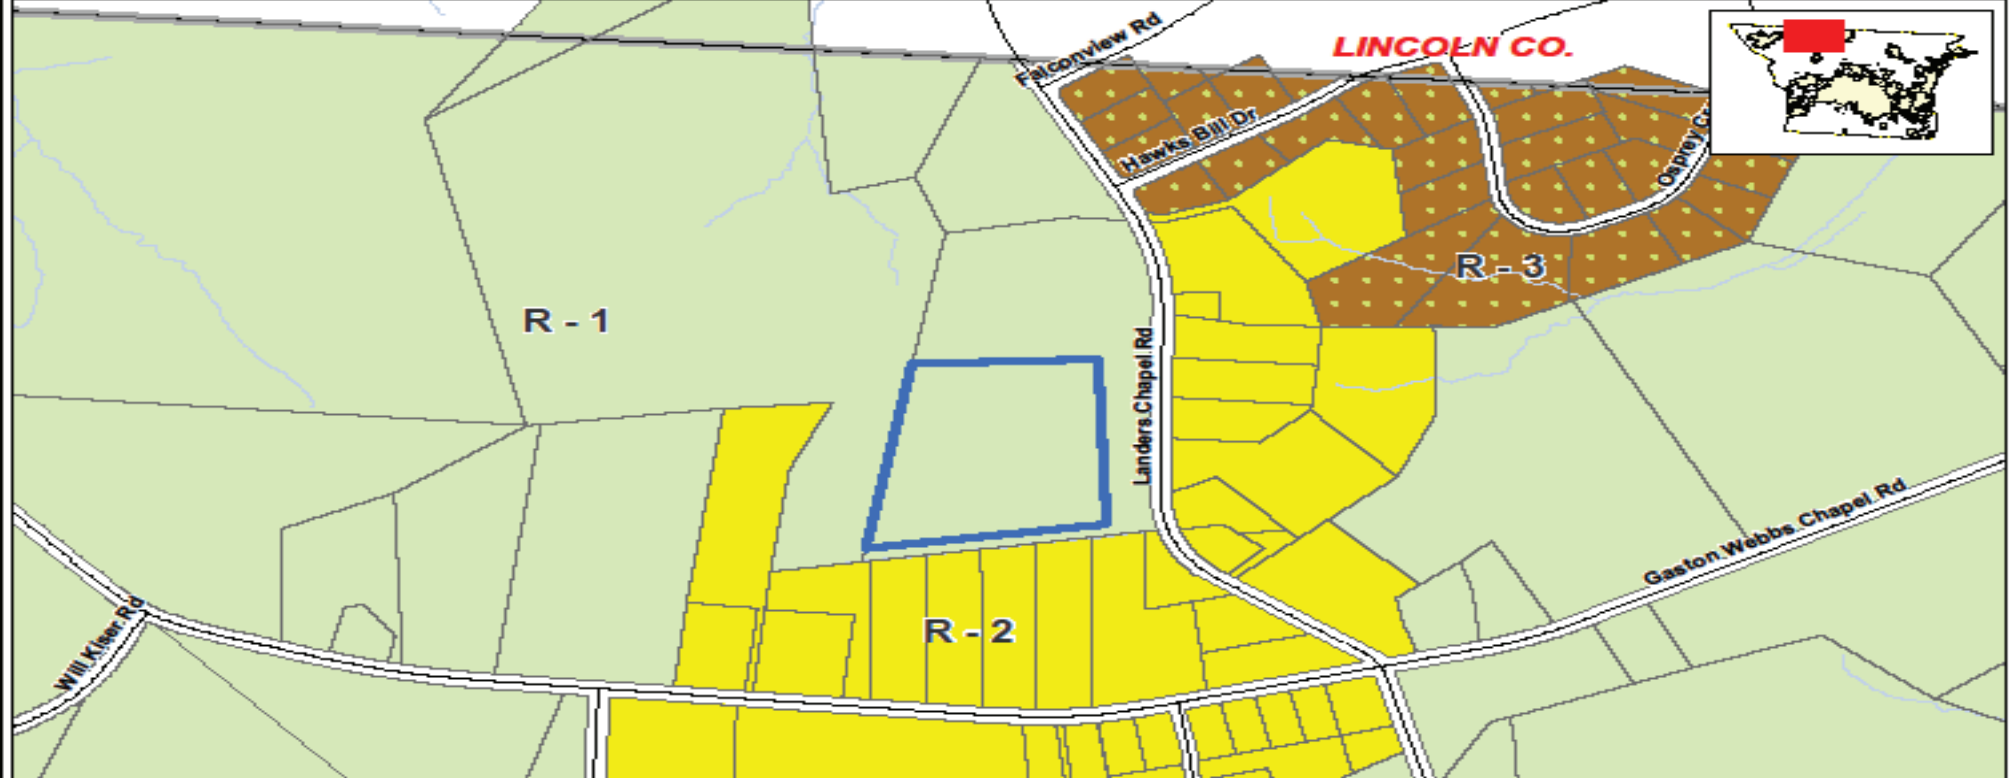 Falconview Rd
LINCOLN CO.
Hawks Bill Dr
Osprey C
R - 3
R - 1
Landers Chapel Rd
Gaston Webbs Chapel Rd
R - 2
Will Kiser Rd